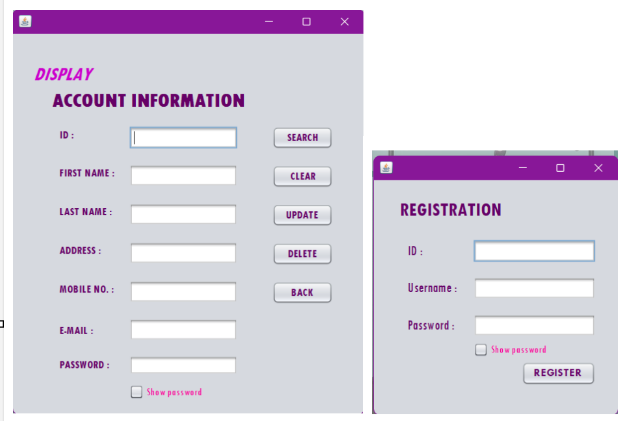 DISPLAY
ACCOUNT INFORMATION
ID : SEARCH
FIRST NAME : CLEAR
LAST NAME : UPDATE
ADDRESS : DELETE
MOBILE NO. : BACK
E-MAIL :
PASSWORD :
Show password
REGISTRATION
ID :
Username :
Password :
Show password
REGISTER